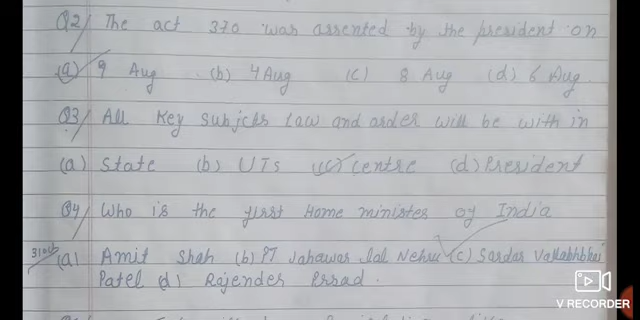 Q2/ The act 370 was assented by the president on
(a) 9 Aug (b) 4 Aug (c) 8 Aug (d) 6 Aug.
Q3/ All Key subjcts law and order will be with in
(a) State (b) UTs (c) centre (d) President
Q4/ Who is the first Home minister of India
(a) Amit Shah (b) PT Jahawar lal Nehru (c) Sardar Vallabhbhai
Patel (d) Rajender Prsad.
V RECORDER